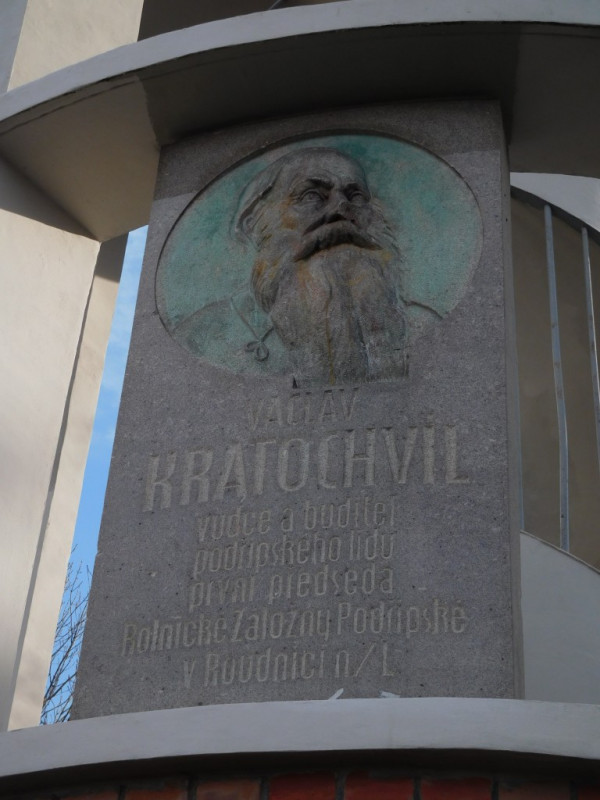 VÁCLAV
KRATOCHVÍL
vůdce a buditel
podřipského lidu
první předseda
Rolnické Záložny Podřipské
v Roudnici n/L